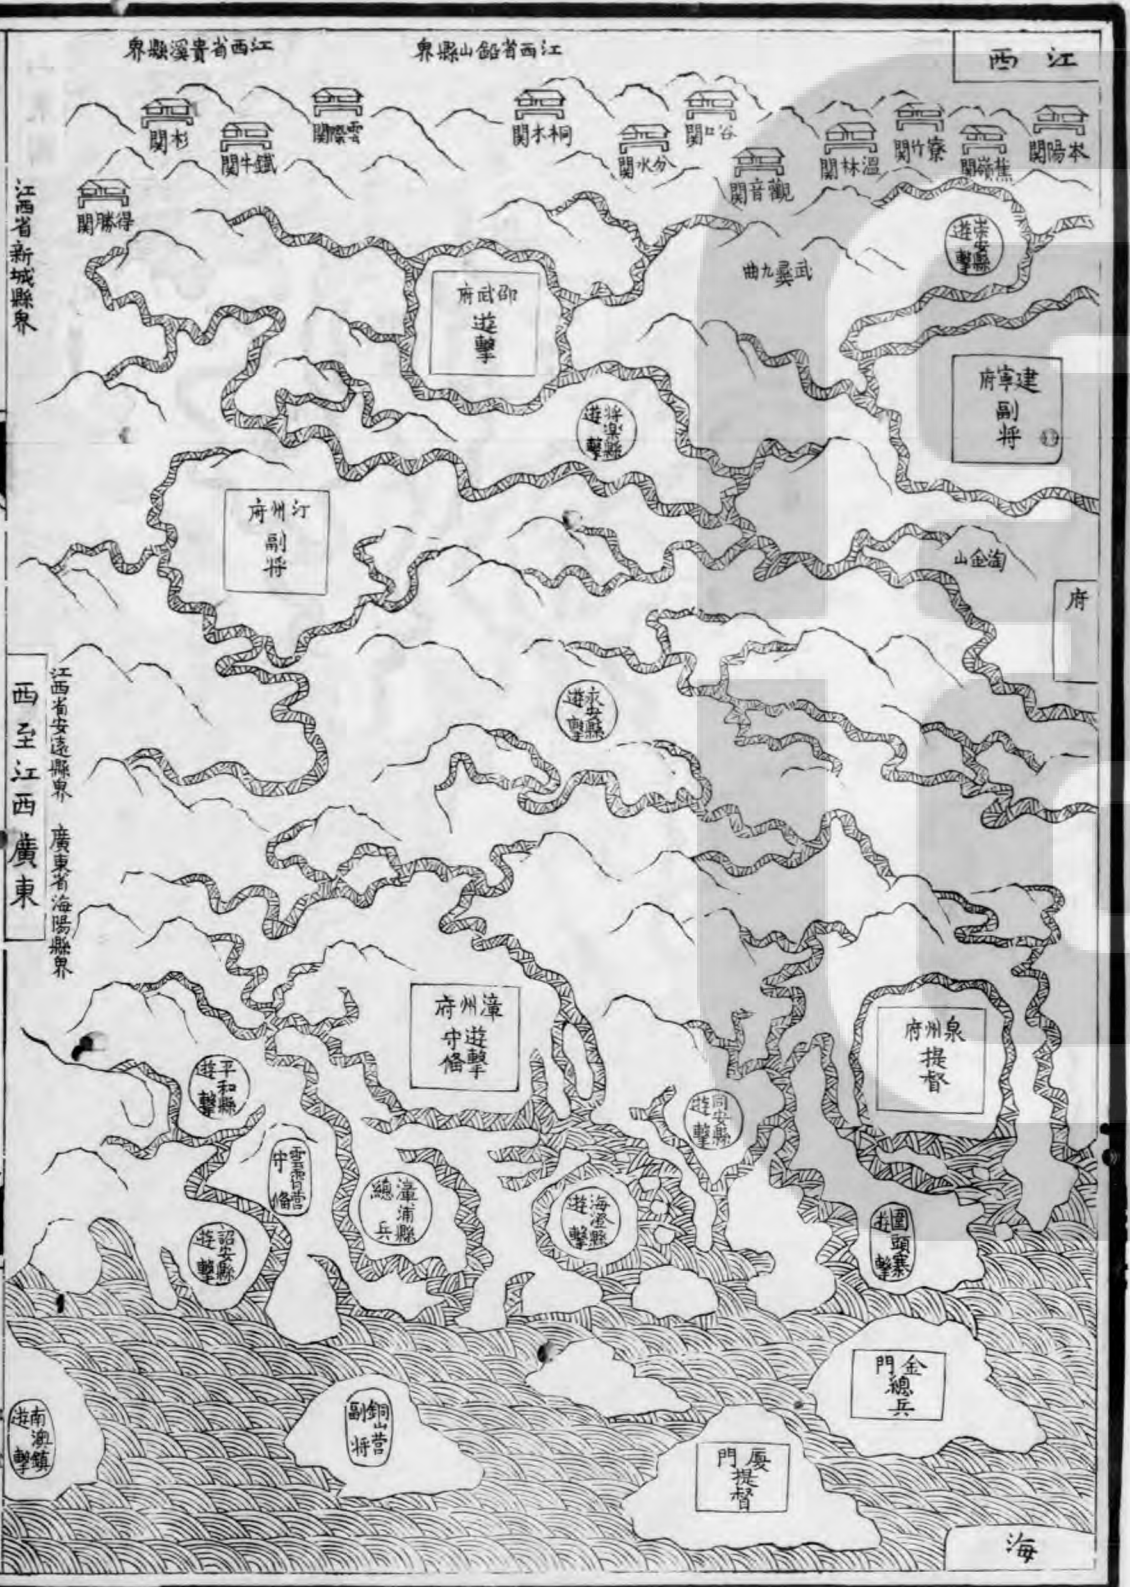 江西
江西省鉛山縣界
江西省貴溪縣界
岑陽關
焦嶺關
寮竹關
溫林關
觀音關
谷口關
分水關
桐木關
雲際關
鐵牛關
杉關
得勝關
江西省新城縣界
崇安縣
遊擊
武彛九曲
邵武府
遊擊
建寧府
副將
將樂縣
遊擊
汀州府
副將
淘金山
府
永安縣
遊擊
江西省安遠縣界
廣東省海陽縣界
西至江西廣東
漳州府
遊擊
守備
泉州府
提督
平和縣
遊擊
同安縣
遊擊
雲霄營
守備
漳浦縣
總兵
海澄縣
遊擊
圍頭寨
遊擊
詔安縣
遊擊
金門
總兵
廈門
提督
銅山營
副將
南澳鎮
遊擊
海